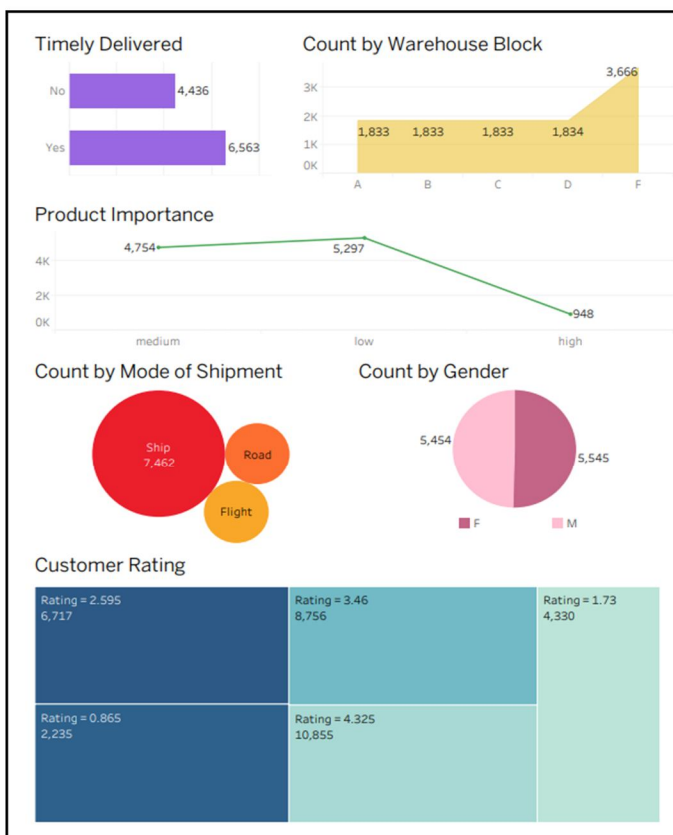 Timely Delivered
No
4,436
Yes
6,563
Count by Warehouse Block
3K
2K
1K
0K
1,833
1,833
1,833
1,834
3,666
A
B
C
D
F
Product Importance
4K
2K
0K
4,754
5,297
948
medium
low
high
Count by Mode of Shipment
Ship
7,462
Road
Flight
Count by Gender
5,454
5,545
F
M
Customer Rating
Rating = 2.595
6,717
Rating = 3.46
8,756
Rating = 1.73
4,330
Rating = 0.865
2,235
Rating = 4.325
10,855